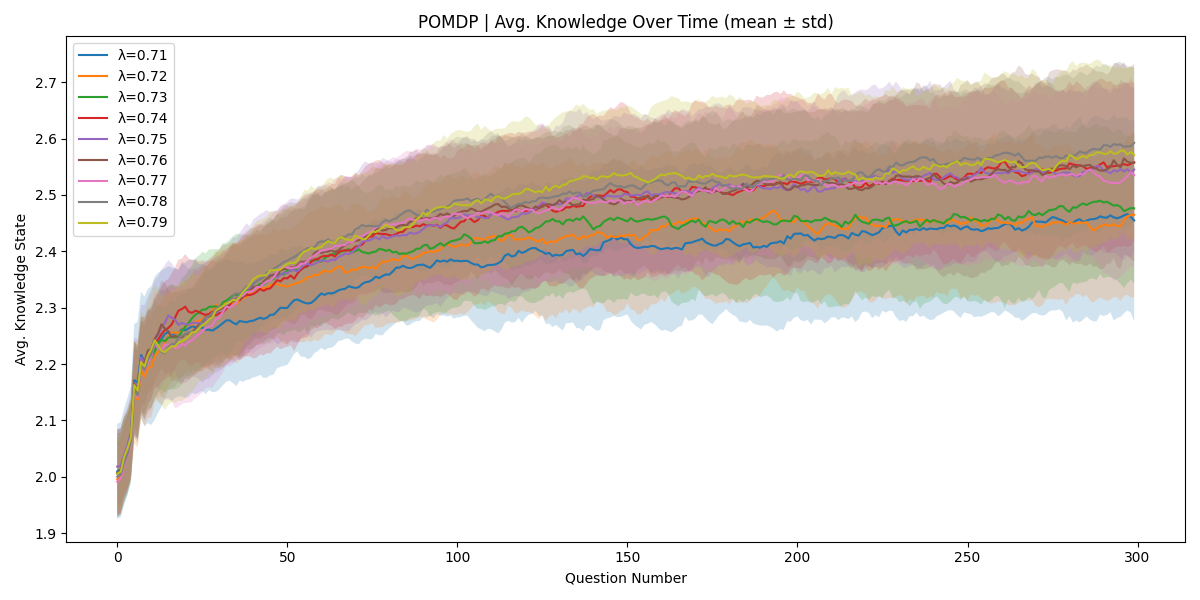 POMDP | Avg. Knowledge Over Time (mean ± std)
λ=0.71
λ=0.72
λ=0.73
λ=0.74
λ=0.75
λ=0.76
λ=0.77
λ=0.78
λ=0.79
Avg. Knowledge State
2.7
2.6
2.5
2.4
2.3
2.2
2.1
2.0
1.9
0 50 100 150 200 250 300
Question Number